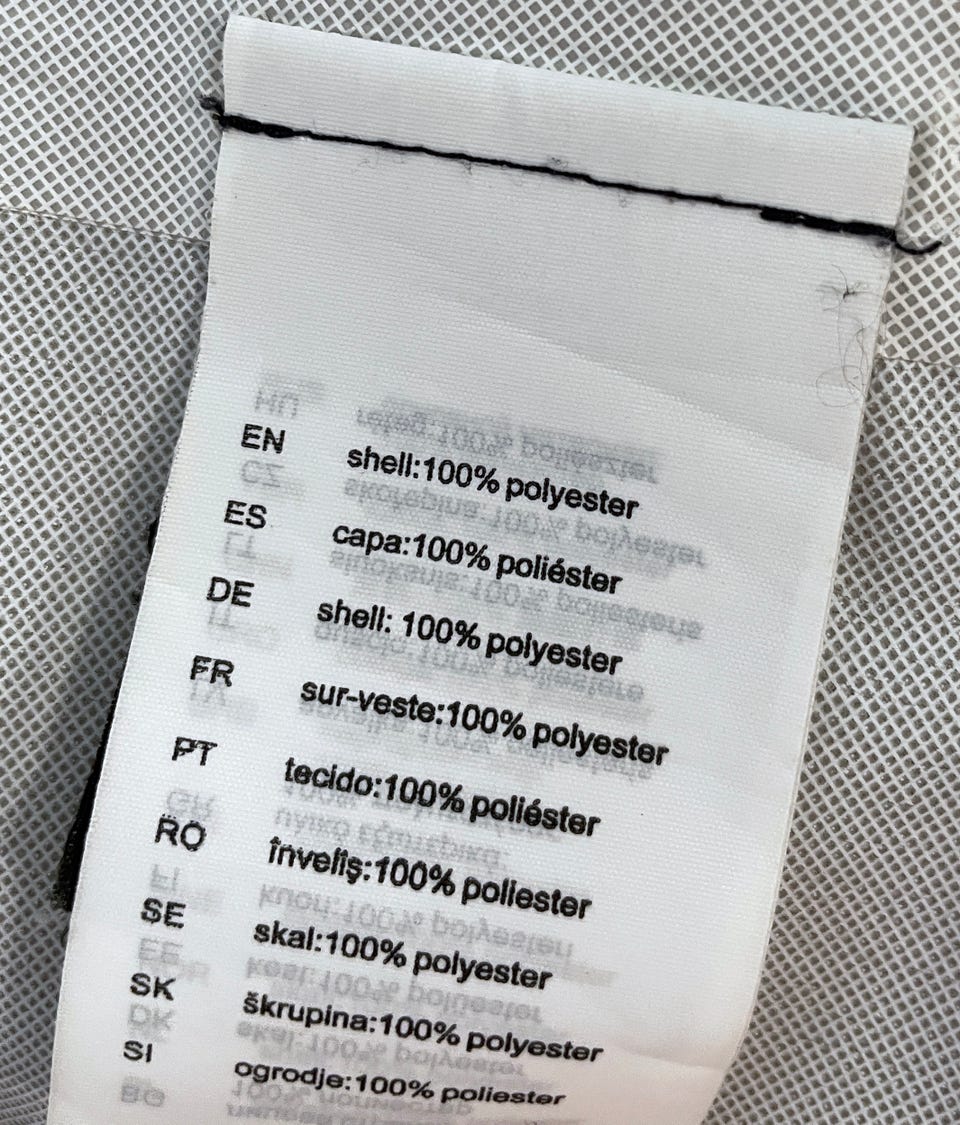 EN shell:100% polyester
ES capa:100% poliéster
DE shell: 100% polyester
FR sur-veste:100% polyester
PT tecido:100% poliéster
RO înveliş:100% poliester
SE skal:100% polyester
SK škrupina:100% polyester
SI ogrodje:100% poliester